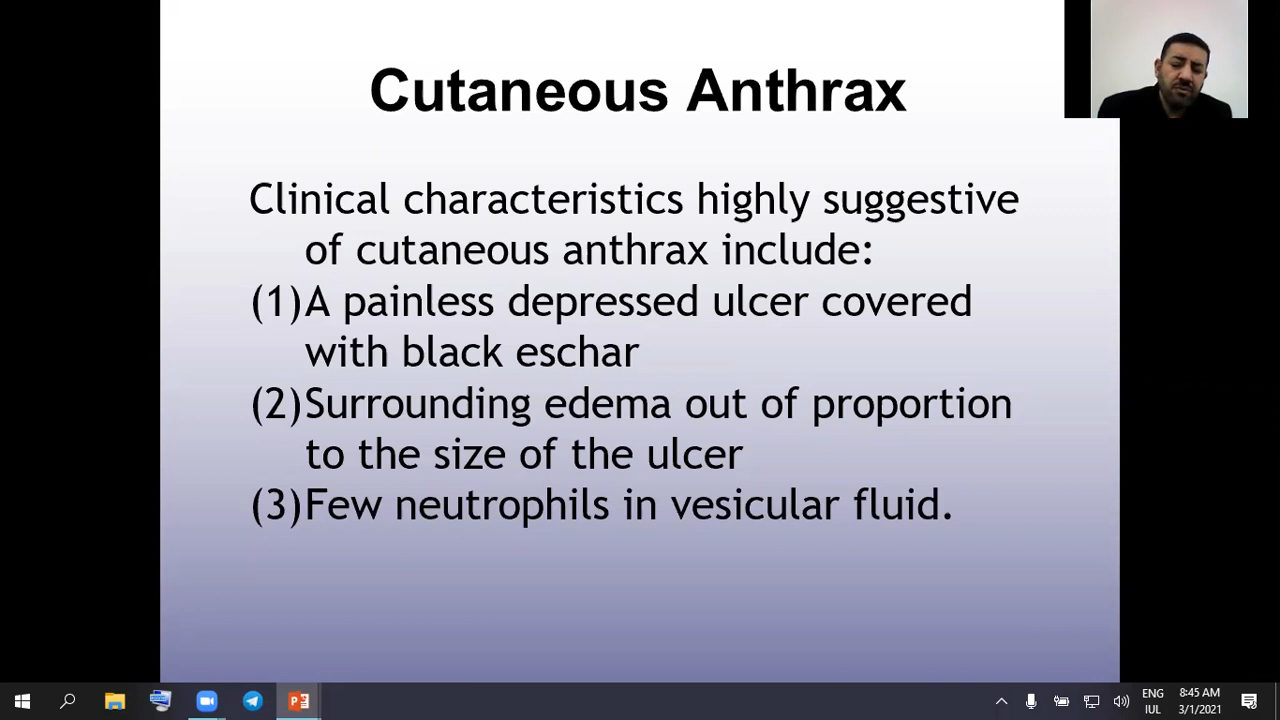 Cutaneous Anthrax
Clinical characteristics highly suggestive
of cutaneous anthrax include:
(1)A painless depressed ulcer covered
with black eschar
(2)Surrounding edema out of proportion
to the size of the ulcer
(3)Few neutrophils in vesicular fluid.
ENG
8:45 AM
IUL
3/1/2021